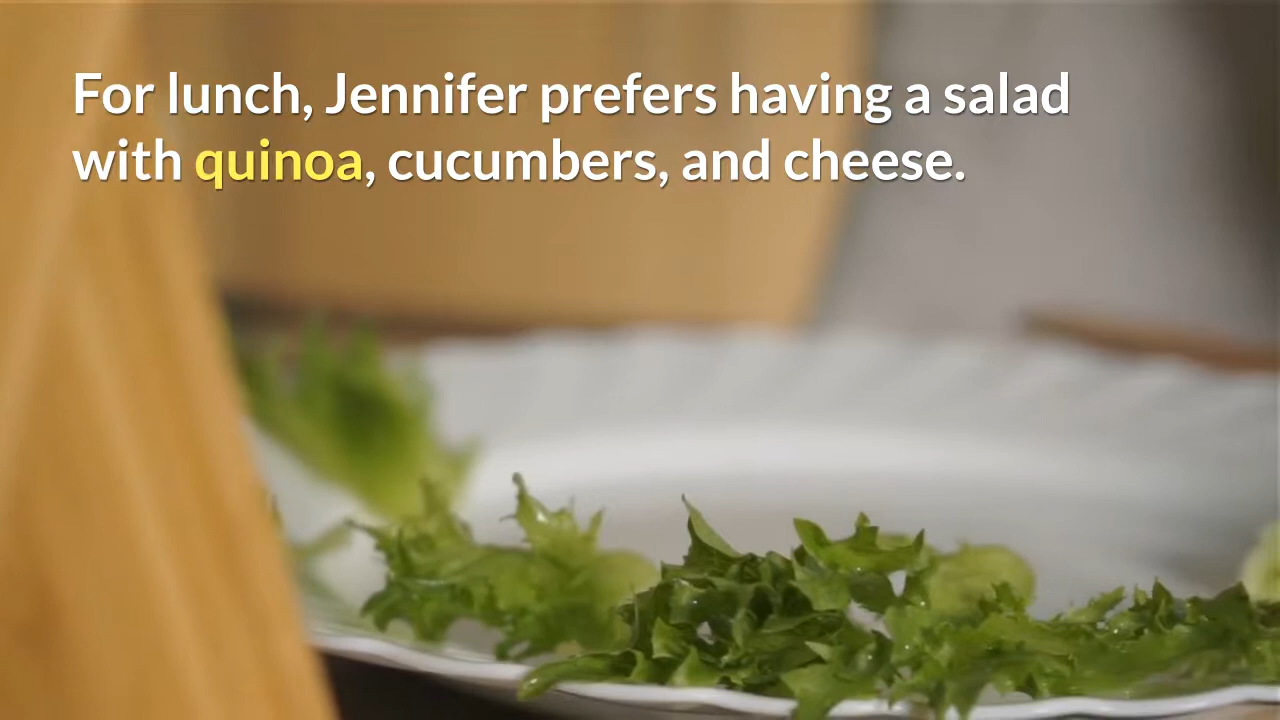 For lunch, Jennifer prefers having a salad
with quinoa, cucumbers, and cheese.